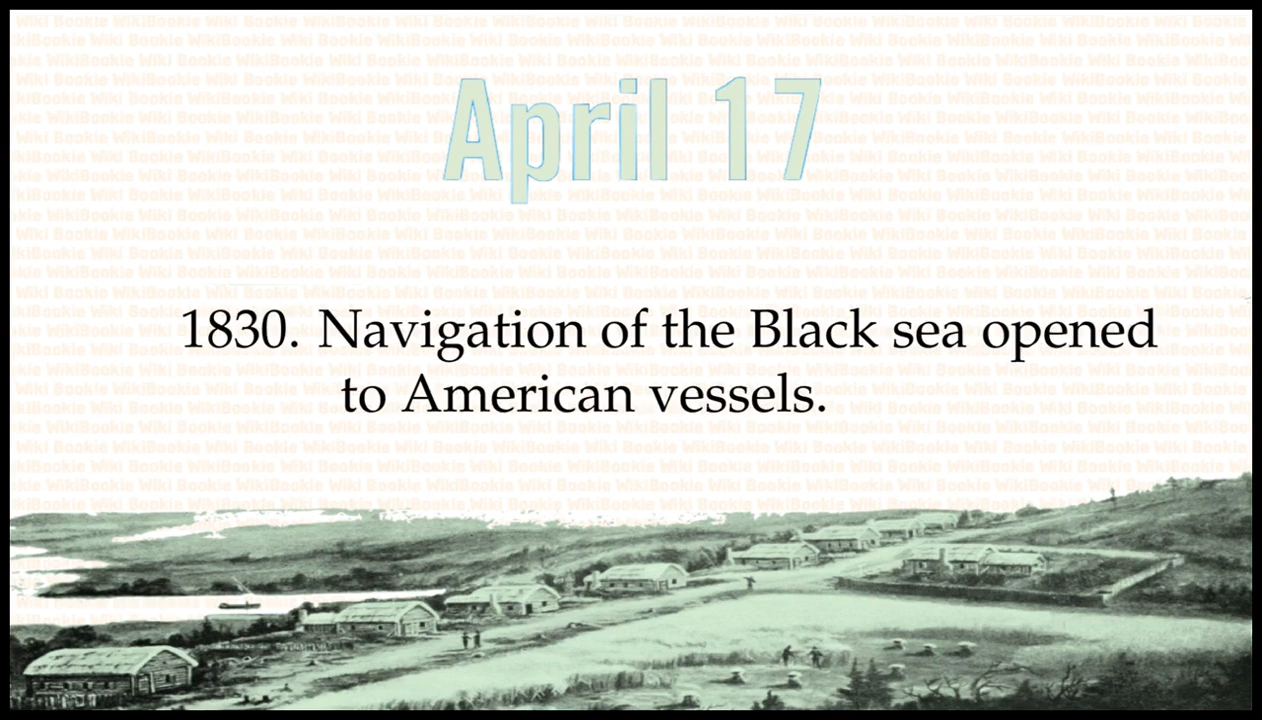 April 17
1830. Navigation of the Black sea opened
to American vessels.